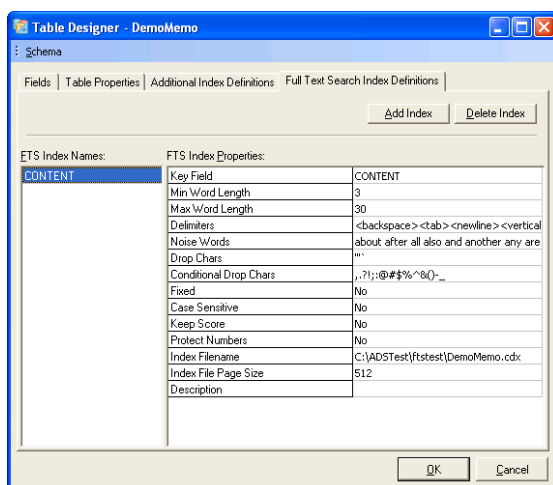 Table Designer - DemoMemo
Schema
Fields Table Properties Additional Index Definitions Full Text Search Index Definitions
Add Index Delete Index
FTS Index Names: FTS Index Properties:
CONTENT
Key Field CONTENT
Min Word Length 3
Max Word Length 30
Delimiters <backspace><tab><newline><vertical
Noise Words about after all also and another any are
Drop Chars "'`
Conditional Drop Chars ,.?!;:@#$%^&()-_
Fixed No
Case Sensitive No
Keep Score No
Protect Numbers No
Index Filename C:\ADSTest\ftstest\DemoMemo.cdx
Index File Page Size 512
Description
OK Cancel